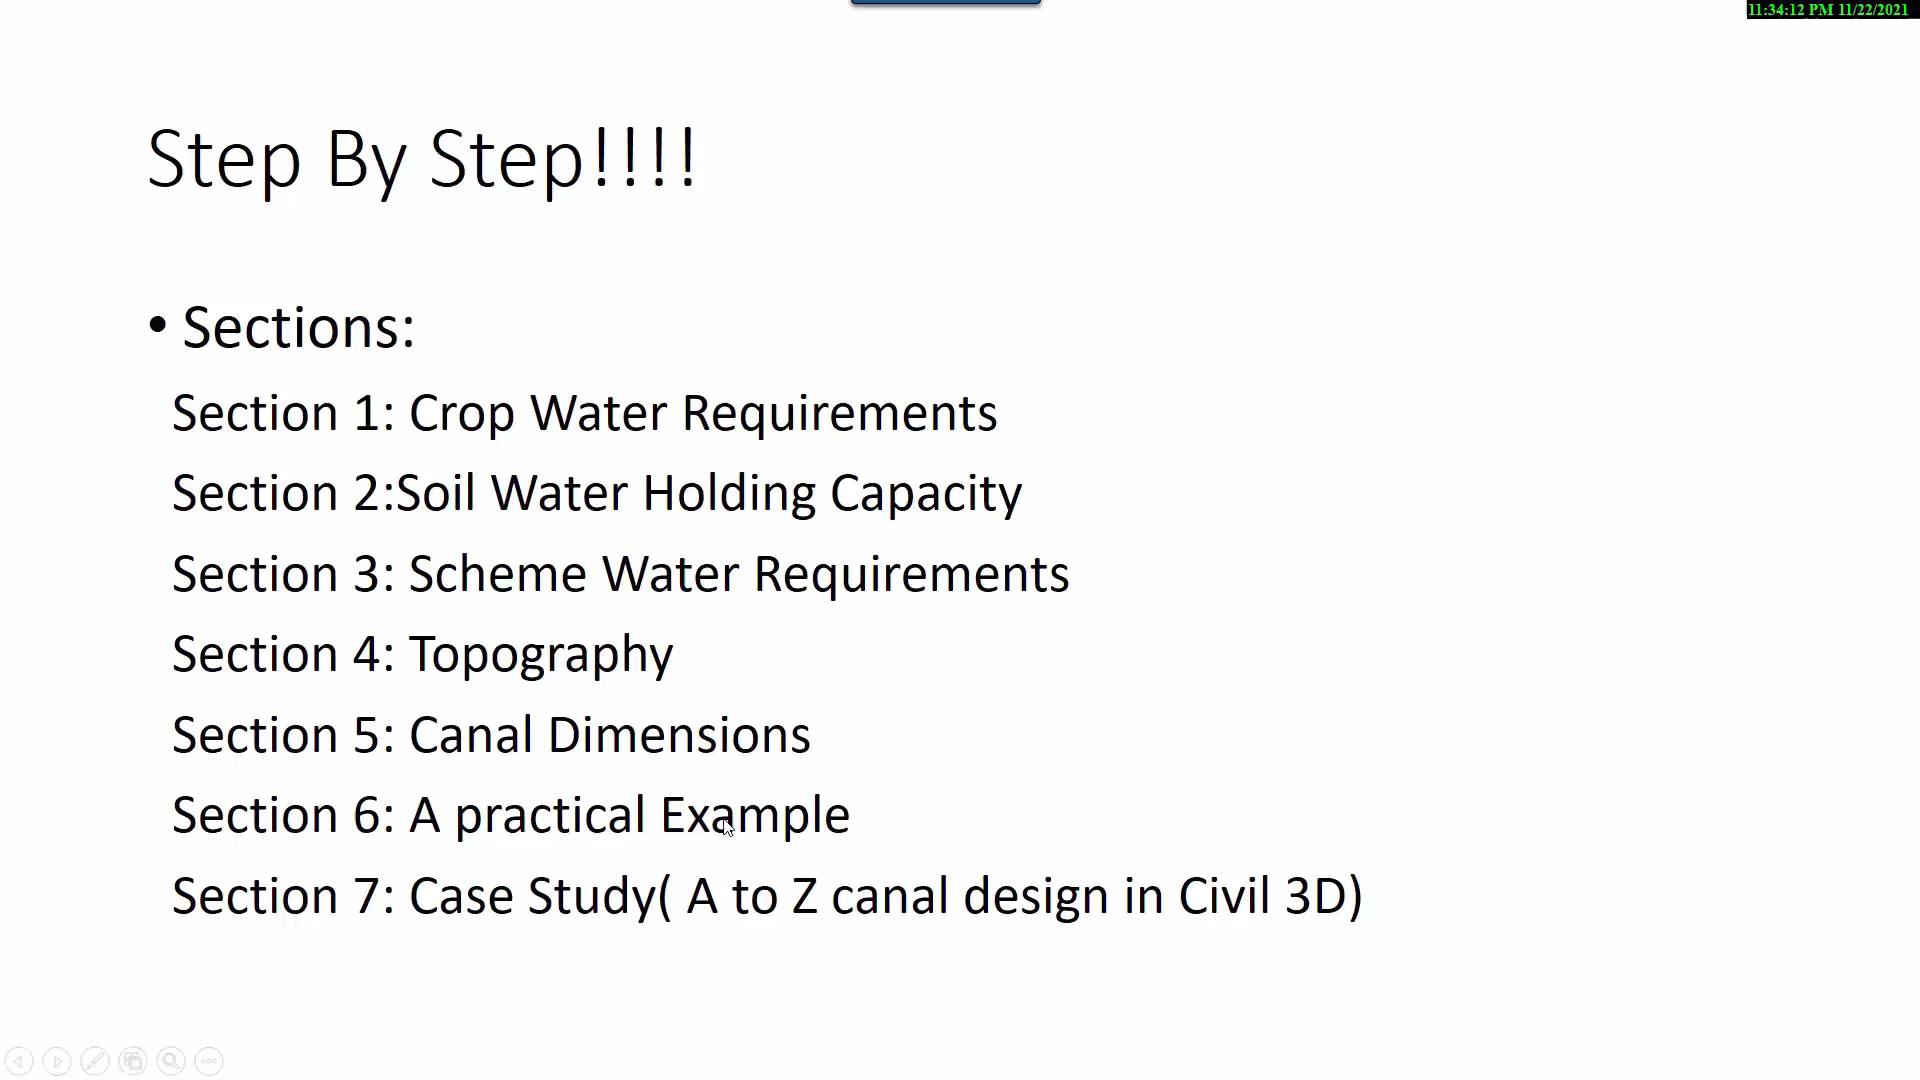 11:34:12 PM 11/22/2021
Step By Step!!!!
• Sections:
Section 1: Crop Water Requirements
Section 2:Soil Water Holding Capacity
Section 3: Scheme Water Requirements
Section 4: Topography
Section 5: Canal Dimensions
Section 6: A practical Example
Section 7: Case Study( A to Z canal design in Civil 3D)